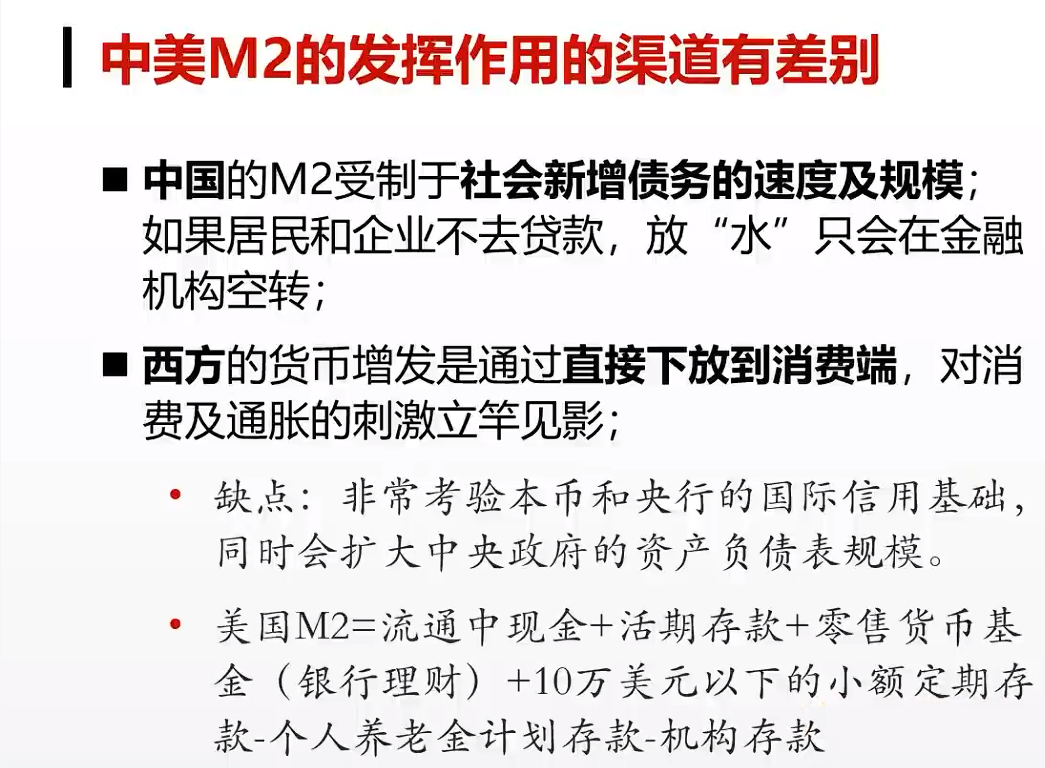 中美M2的发挥作用的渠道有差别
■ 中国的M2受制于社会新增债务的速度及规模；
如果居民和企业不去贷款，放“水”只会在金融
机构空转；
■ 西方的货币增发是通过直接下放到消费端，对消
费及通胀的刺激立竿见影；
• 缺点：非常考验本币和央行的国际信用基础，
同时会扩大中央政府的资产负债表规模。
• 美国M2=流通中现金+活期存款+零售货币基
金（银行理财）+10万美元以下的小额定期存
款-个人养老金计划存款-机构存款